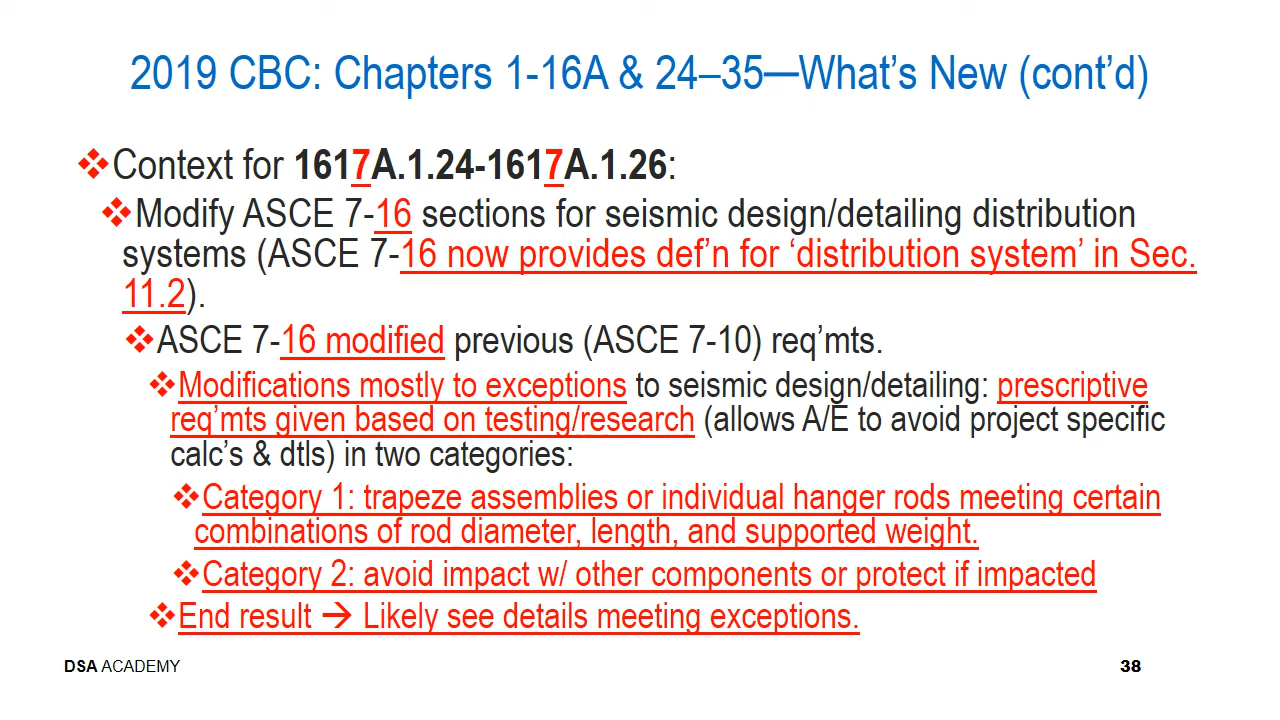 2019 CBC: Chapters 1-16A & 24–35—What’s New (cont’d)
❖Context for 1617A.1.24-1617A.1.26:
❖Modify ASCE 7-16 sections for seismic design/detailing distribution
systems (ASCE 7-16 now provides def’n for ‘distribution system’ in Sec.
11.2).
❖ASCE 7-16 modified previous (ASCE 7-10) req’mts.
❖Modifications mostly to exceptions to seismic design/detailing: prescriptive
req’mts given based on testing/research (allows A/E to avoid project specific
calc’s & dtls) in two categories:
❖Category 1: trapeze assemblies or individual hanger rods meeting certain
combinations of rod diameter, length, and supported weight.
❖Category 2: avoid impact w/ other components or protect if impacted
❖End result → Likely see details meeting exceptions.
DSA ACADEMY
38